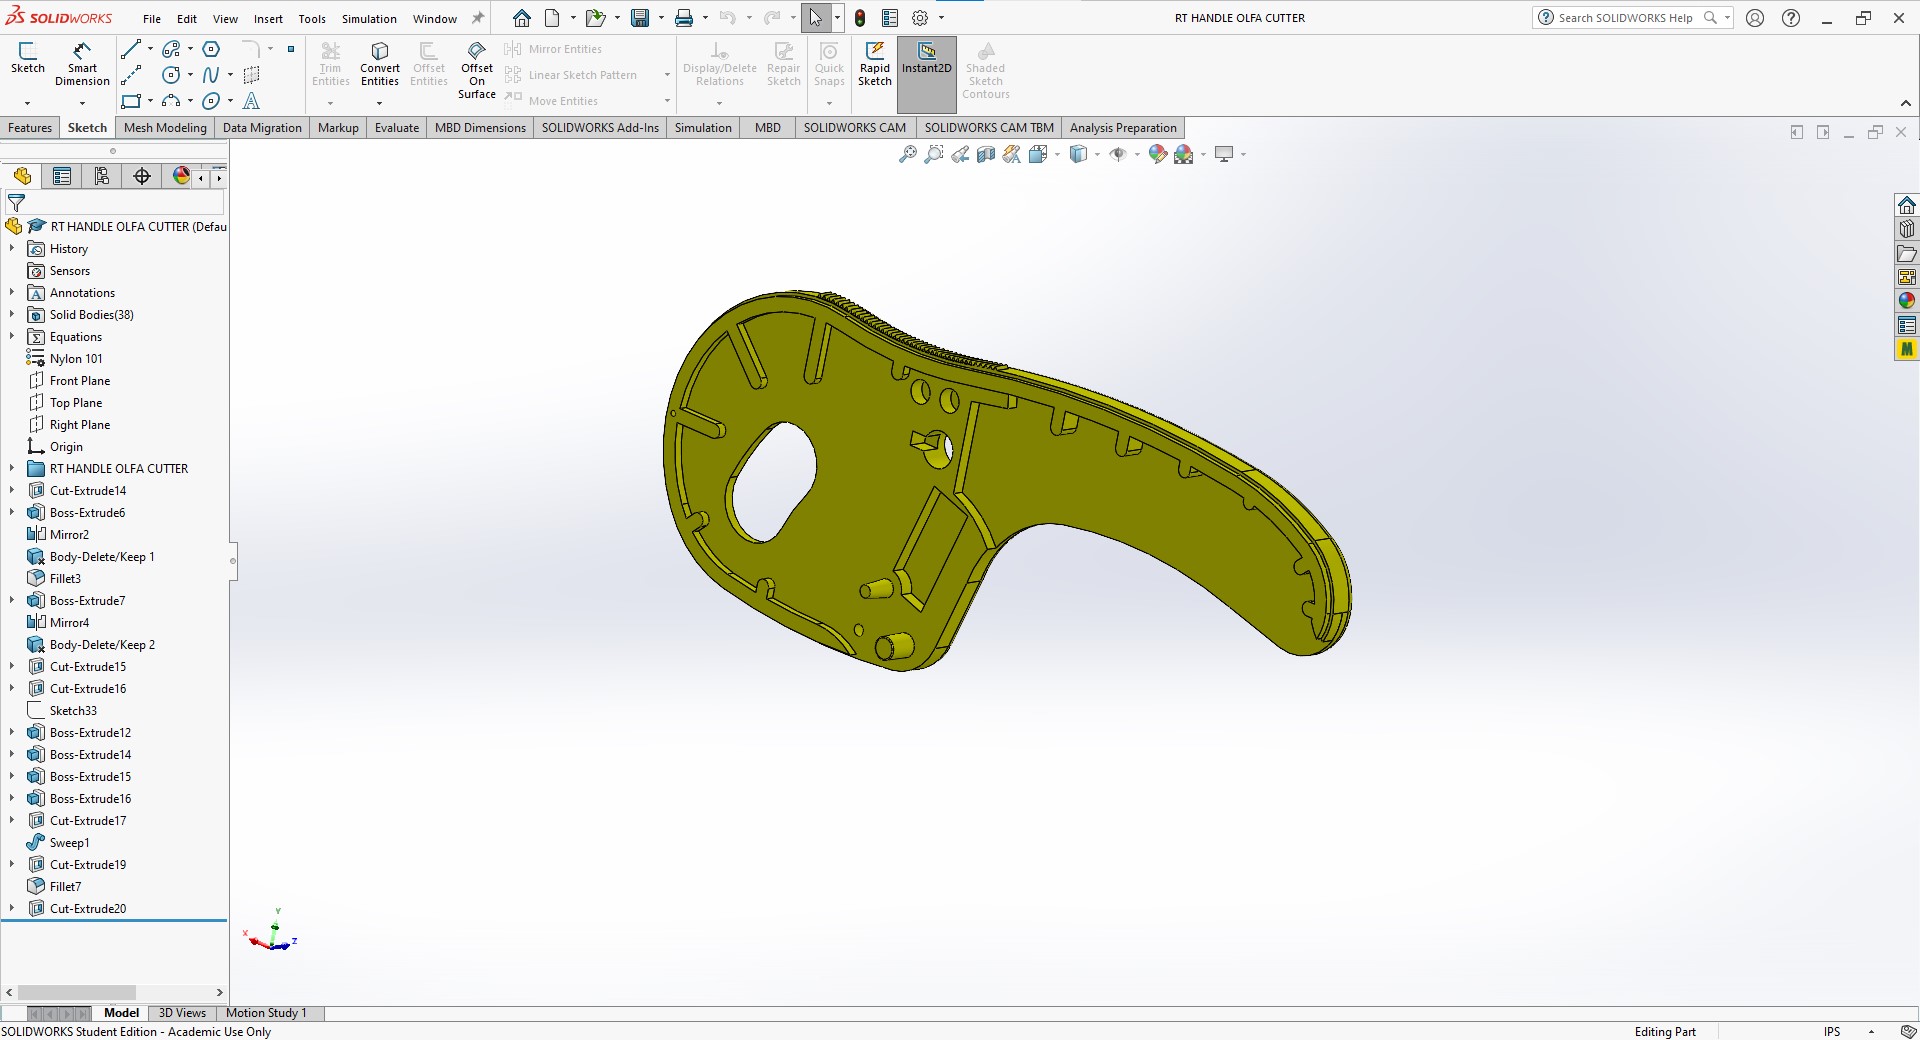 SOLIDWORKS File Edit View Insert Tools Simulation Window RT HANDLE OLFA CUTTER Search SOLIDWORKS Help
Sketch Smart Dimension Trim Entities Convert Entities Offset Entities Offset On Surface Mirror Entities Linear Sketch Pattern Move Entities Display/Delete Relations Repair Sketch Quick Snaps Rapid Sketch Instant2D Shaded Sketch Contours
Features Sketch Mesh Modeling Data Migration Markup Evaluate MBD Dimensions SOLIDWORKS Add-Ins Simulation MBD SOLIDWORKS CAM SOLIDWORKS CAM TBM Analysis Preparation
RT HANDLE OLFA CUTTER (Defau
History
Sensors
Annotations
Solid Bodies(38)
Equations
Nylon 101
Front Plane
Top Plane
Right Plane
Origin
RT HANDLE OLFA CUTTER
Cut-Extrude14
Boss-Extrude6
Mirror2
Body-Delete/Keep 1
Fillet3
Boss-Extrude7
Mirror4
Body-Delete/Keep 2
Cut-Extrude15
Cut-Extrude16
Sketch33
Boss-Extrude12
Boss-Extrude14
Boss-Extrude15
Boss-Extrude16
Cut-Extrude17
Sweep1
Cut-Extrude19
Fillet7
Cut-Extrude20
Y
X Z
Model 3D Views Motion Study 1
SOLIDWORKS Student Edition - Academic Use Only Editing Part IPS